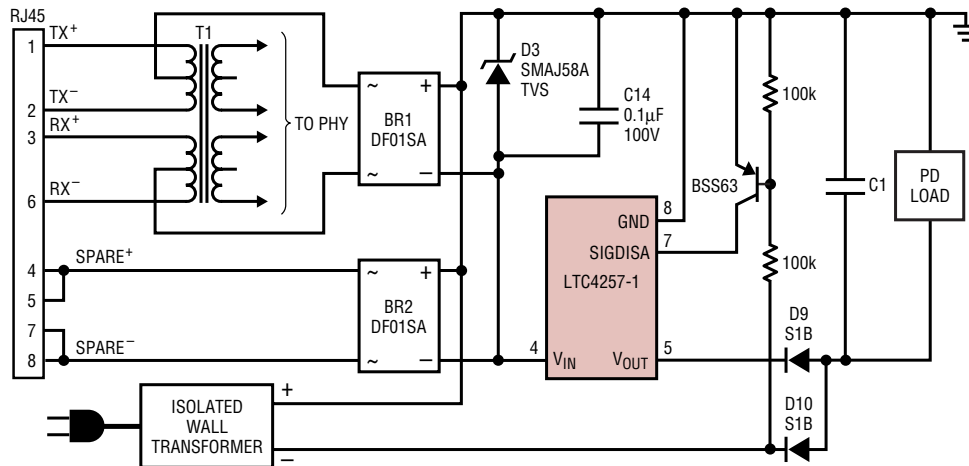 RJ45
1
TX+
2
TX–
3
RX+
6
RX–
4
SPARE+
5
7
8
SPARE–
T1
TO PHY
~
+
BR1
DF01SA
~
–
~
+
BR2
DF01SA
~
–
D3
SMAJ58A
TVS
C14
0.1µF
100V
GND
8
SIGDISA
7
LTC4257-1
4
VIN
VOUT
5
BSS63
100k
100k
C1
PD
LOAD
D9
S1B
D10
S1B
ISOLATED
WALL
TRANSFORMER
+
–